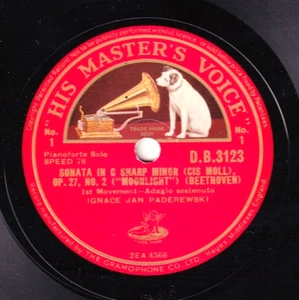 "HIS MASTER'S VOICE"
No. 1
No. 1
TRADE MARK
REGD
Pianoforte Solo
SPEED 78
D.B.3123
SONATA IN C SHARP MINOR (CIS MOLL),
OP. 27, NO. 2 ("MOONLIGHT") (BEETHOVEN)
1st Movement—Adagio sostenuto
(IGNACE JAN PADEREWSKI)
2EA 4566
THE GRAMOPHONE CO. LTD.